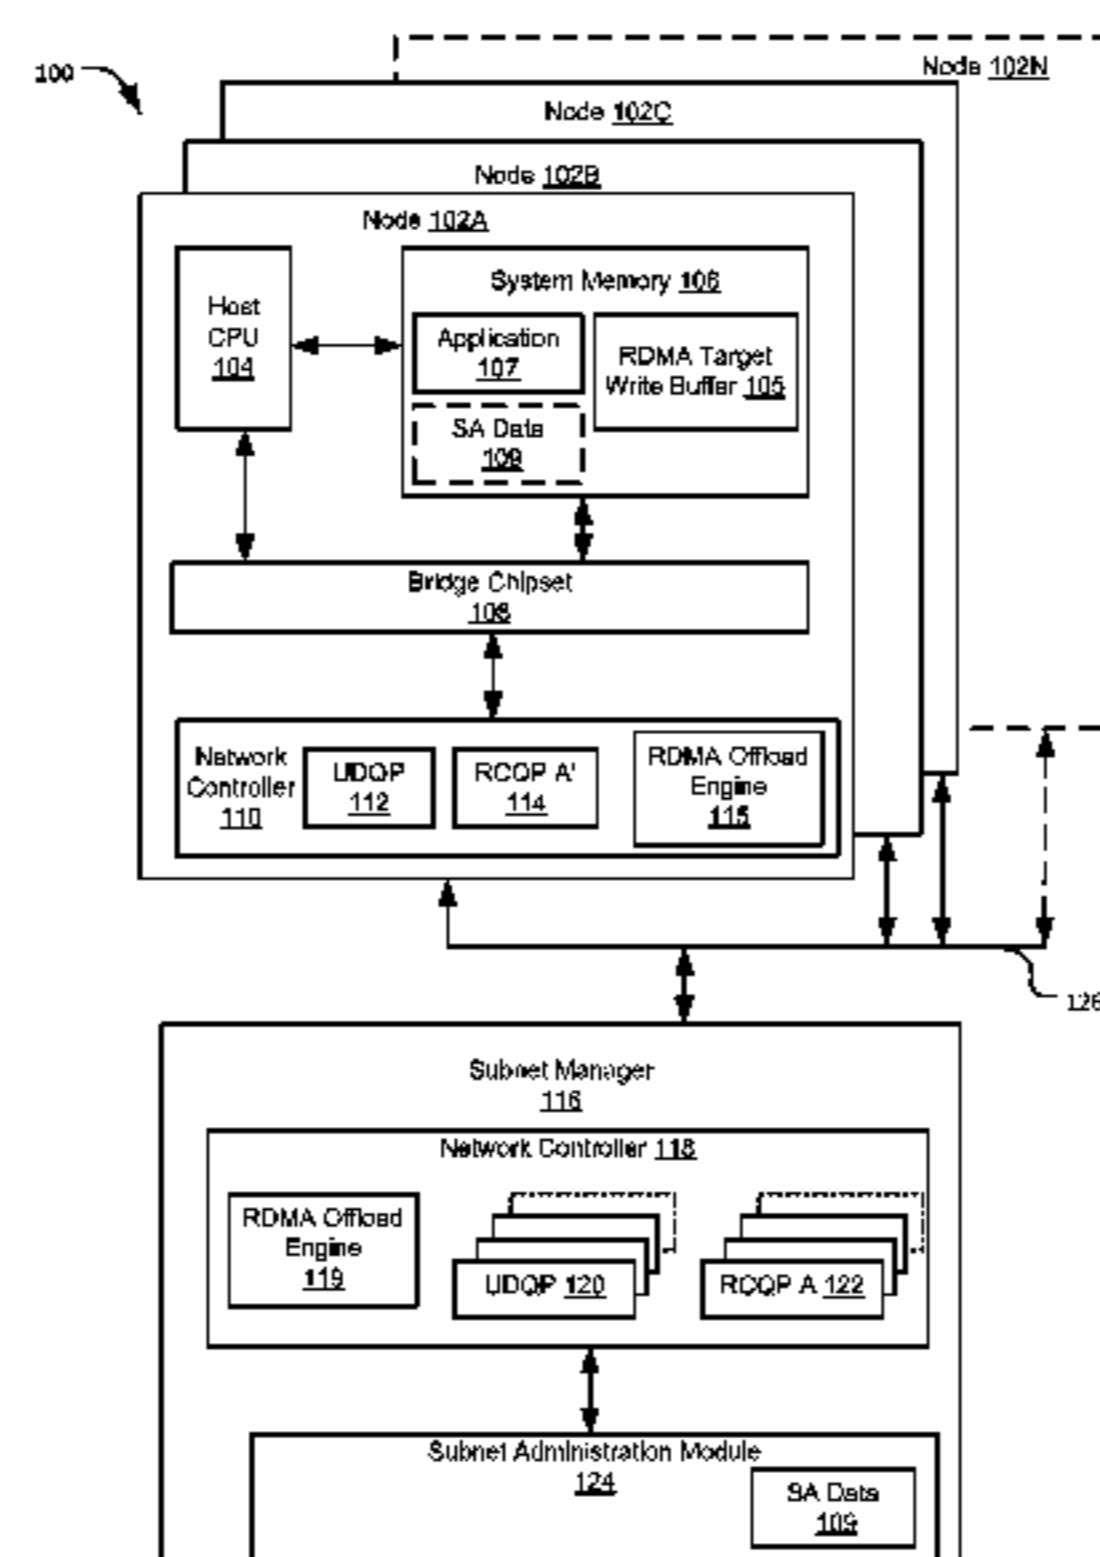 100
Node 102N
Node 102C
Node 102B
Node 102A
Host
CPU
104
System Memory 106
Application
107
RDMA Target
Write Buffer 105
SA Data
109
Bridge Chipset
108
Network
Controller
110
UDQP
112
RCQP A'
114
RDMA Offload
Engine
115
126
Subnet Manager
116
Network Controller 118
RDMA Offload
Engine
119
UDQP 120
RCQP A 122
Subnet Administration Module
124
SA Data
109